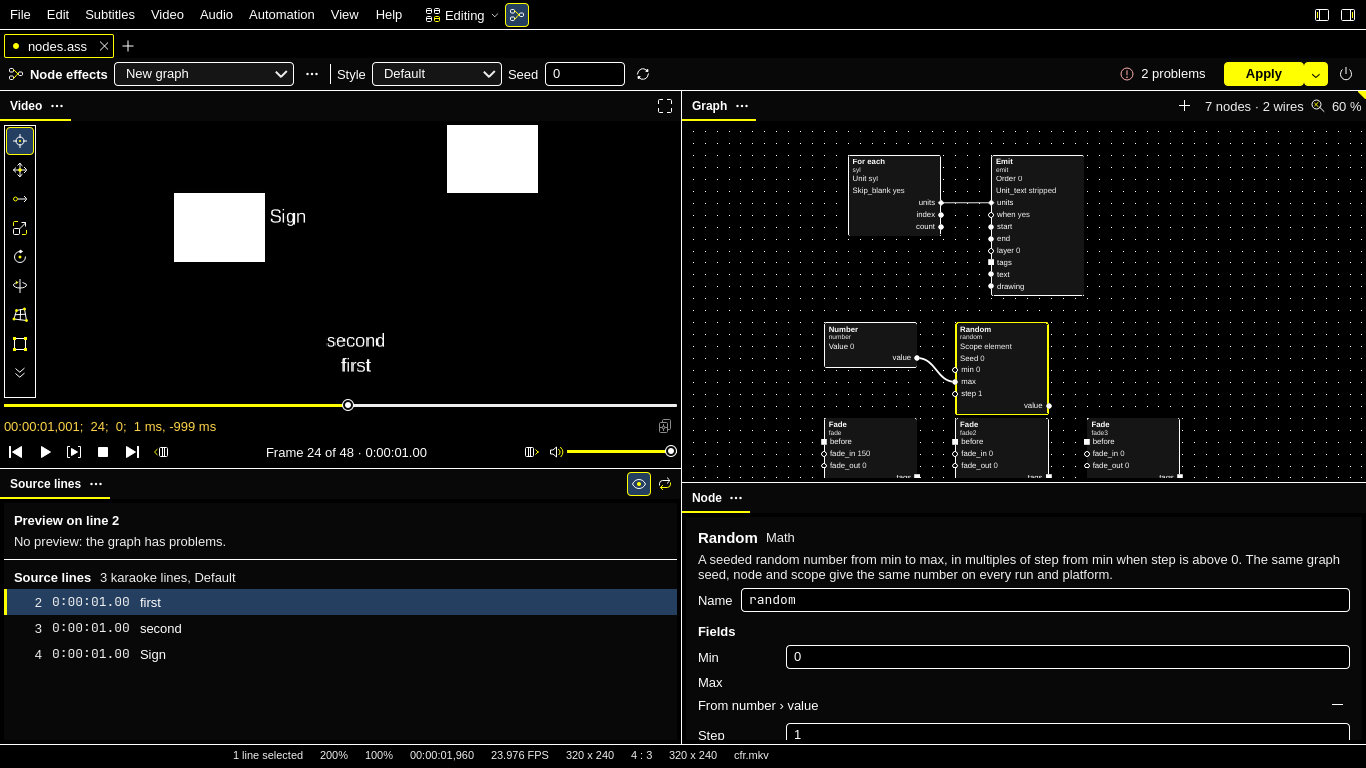 File Edit Subtitles Video Audio Automation View Help Editing
nodes.ass
Node effects New graph Style Default Seed 0 2 problems Apply
Video
Graph 7 nodes · 2 wires 60 %
Sign
second
first
For each
syl
Unit syl
Skip_blank yes
units
index
count
Emit
emit
Order 0
Unit_text stripped
units
when yes
start
end
layer 0
tags
text
drawing
Number
number
Value 0
value
Random
random
Scope element
Seed 0
min 0
max
step 1
value
Fade
fade
before
fade_in 150
fade_out 0
tags
Fade
fade2
before
fade_in 0
fade_out 0
tags
Fade
fade3
before
fade_in 0
fade_out 0
tags
00:00:01,001; 24; 0; 1 ms, -999 ms
Frame 24 of 48 · 0:00:01.00
Source lines
Preview on line 2
No preview: the graph has problems.
Source lines 3 karaoke lines, Default
2 0:00:01.00 first
3 0:00:01.00 second
4 0:00:01.00 Sign
Node
Random Math
A seeded random number from min to max, in multiples of step from min when step is above 0. The same graph
seed, node and scope give the same number on every run and platform.
Name random
Fields
Min 0
Max
From number › value
Step 1
1 line selected 200% 100% 00:00:01,960 23.976 FPS 320 x 240 4 : 3 320 x 240 cfr.mkv